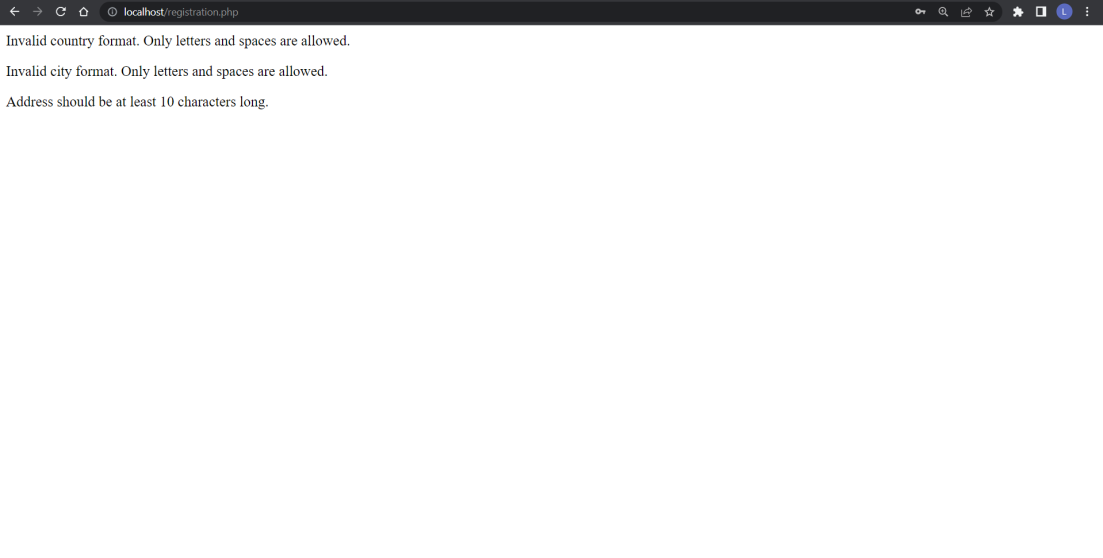 localhost/registration.php
L
Invalid country format. Only letters and spaces are allowed.
Invalid city format. Only letters and spaces are allowed.
Address should be at least 10 characters long.